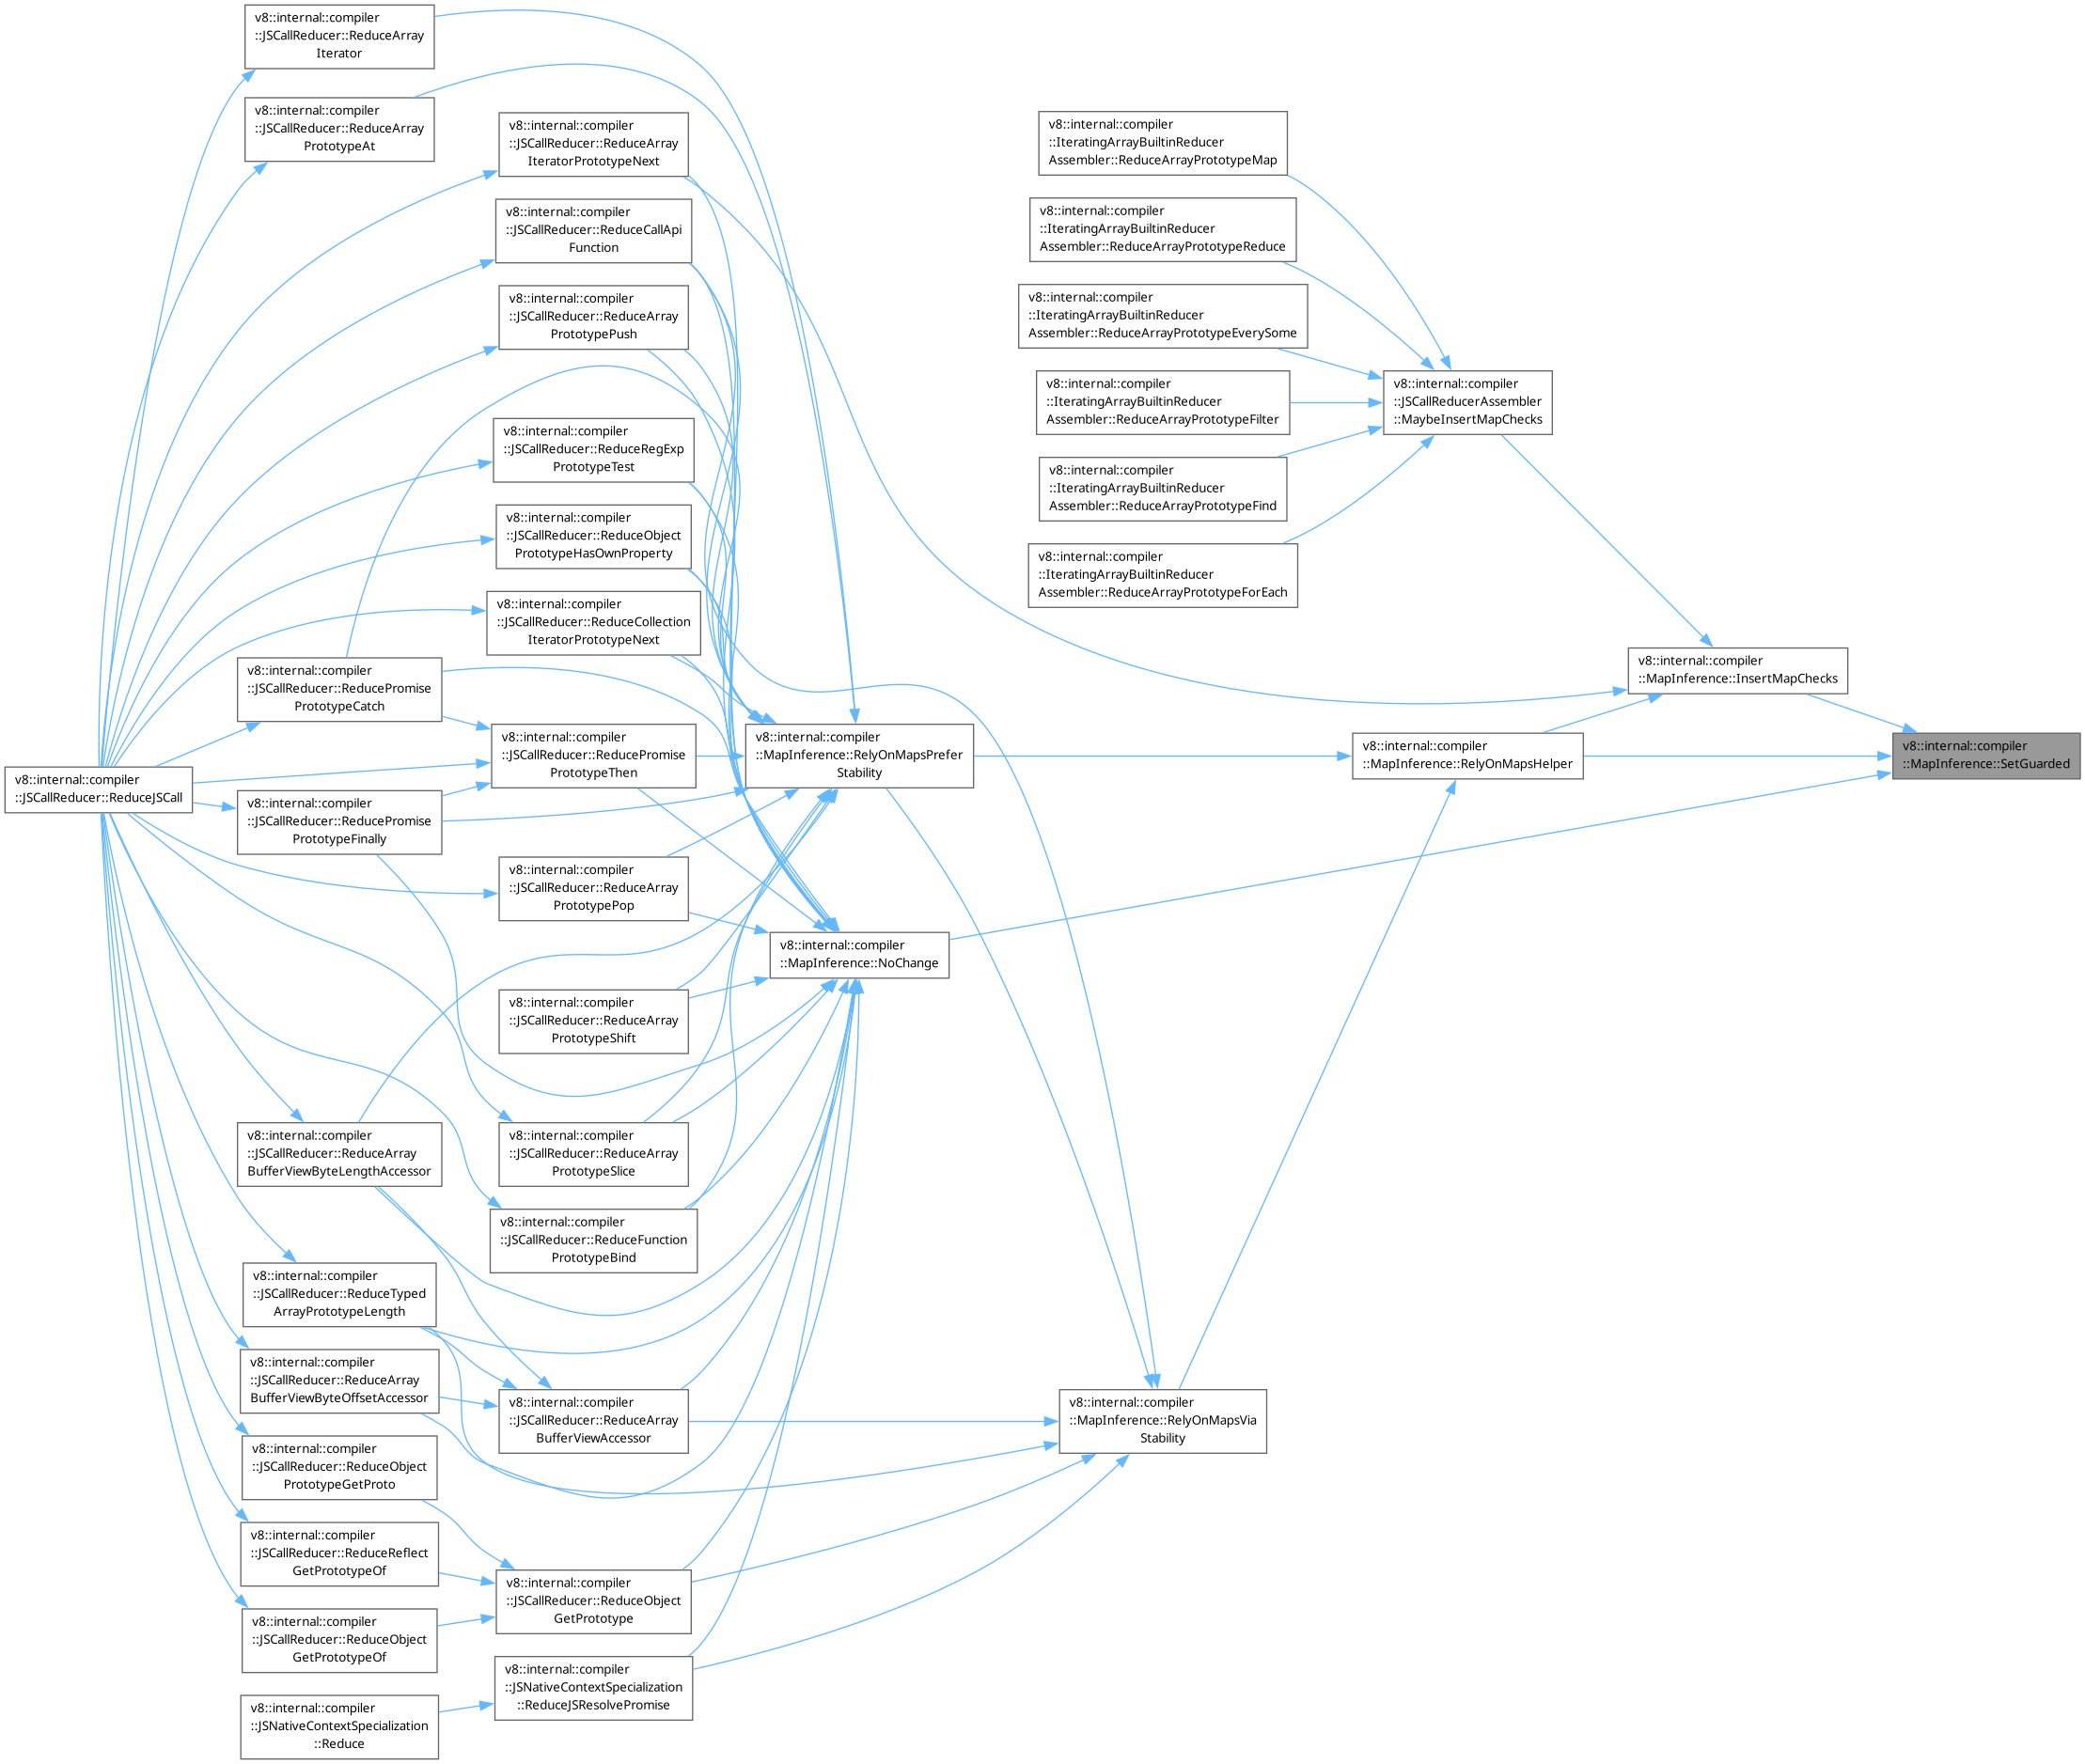 v8::internal::compiler
::JSCallReducer::ReduceJSCall
v8::internal::compiler
::JSCallReducer::ReduceArray
Iterator
v8::internal::compiler
::JSCallReducer::ReduceArray
PrototypeAt
v8::internal::compiler
::JSCallReducer::ReducePromise
PrototypeCatch
v8::internal::compiler
::JSCallReducer::ReducePromise
PrototypeFinally
v8::internal::compiler
::JSCallReducer::ReduceArray
BufferViewByteLengthAccessor
v8::internal::compiler
::JSCallReducer::ReduceTyped
ArrayPrototypeLength
v8::internal::compiler
::JSCallReducer::ReduceArray
BufferViewByteOffsetAccessor
v8::internal::compiler
::JSCallReducer::ReduceObject
PrototypeGetProto
v8::internal::compiler
::JSCallReducer::ReduceReflect
GetPrototypeOf
v8::internal::compiler
::JSCallReducer::ReduceObject
GetPrototypeOf
v8::internal::compiler
::JSNativeContextSpecialization
::Reduce
v8::internal::compiler
::JSCallReducer::ReduceArray
IteratorPrototypeNext
v8::internal::compiler
::JSCallReducer::ReduceCallApi
Function
v8::internal::compiler
::JSCallReducer::ReduceArray
PrototypePush
v8::internal::compiler
::JSCallReducer::ReduceRegExp
PrototypeTest
v8::internal::compiler
::JSCallReducer::ReduceObject
PrototypeHasOwnProperty
v8::internal::compiler
::JSCallReducer::ReduceCollection
IteratorPrototypeNext
v8::internal::compiler
::JSCallReducer::ReducePromise
PrototypeThen
v8::internal::compiler
::JSCallReducer::ReduceArray
PrototypePop
v8::internal::compiler
::JSCallReducer::ReduceArray
PrototypeShift
v8::internal::compiler
::JSCallReducer::ReduceArray
PrototypeSlice
v8::internal::compiler
::JSCallReducer::ReduceFunction
PrototypeBind
v8::internal::compiler
::JSCallReducer::ReduceArray
BufferViewAccessor
v8::internal::compiler
::JSCallReducer::ReduceObject
GetPrototype
v8::internal::compiler
::JSNativeContextSpecialization
::ReduceJSResolvePromise
v8::internal::compiler
::MapInference::RelyOnMapsPrefer
Stability
v8::internal::compiler
::MapInference::NoChange
v8::internal::compiler
::IteratingArrayBuiltinReducer
Assembler::ReduceArrayPrototypeMap
v8::internal::compiler
::IteratingArrayBuiltinReducer
Assembler::ReduceArrayPrototypeReduce
v8::internal::compiler
::IteratingArrayBuiltinReducer
Assembler::ReduceArrayPrototypeEverySome
v8::internal::compiler
::IteratingArrayBuiltinReducer
Assembler::ReduceArrayPrototypeFilter
v8::internal::compiler
::IteratingArrayBuiltinReducer
Assembler::ReduceArrayPrototypeFind
v8::internal::compiler
::IteratingArrayBuiltinReducer
Assembler::ReduceArrayPrototypeForEach
v8::internal::compiler
::MapInference::RelyOnMapsVia
Stability
v8::internal::compiler
::JSCallReducerAssembler
::MaybeInsertMapChecks
v8::internal::compiler
::MapInference::RelyOnMapsHelper
v8::internal::compiler
::MapInference::InsertMapChecks
v8::internal::compiler
::MapInference::SetGuarded